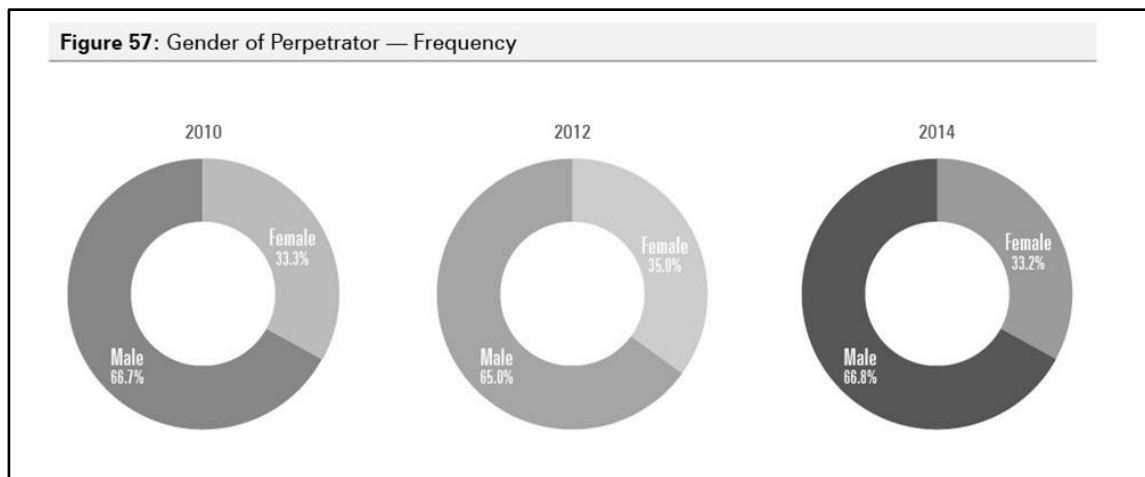 Figure 57: Gender of Perpetrator — Frequency
2010
2012
2014
Female
33.3%
Male
66.7%
Female
35.0%
Male
65.0%
Female
33.2%
Male
66.8%